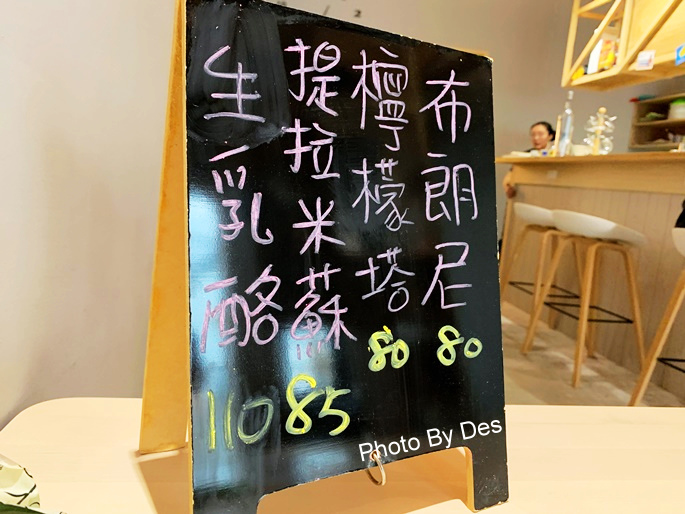 布朗尼 80
檸檬塔 80
提拉米蘇 85
生乳酪 110
Photo By Des